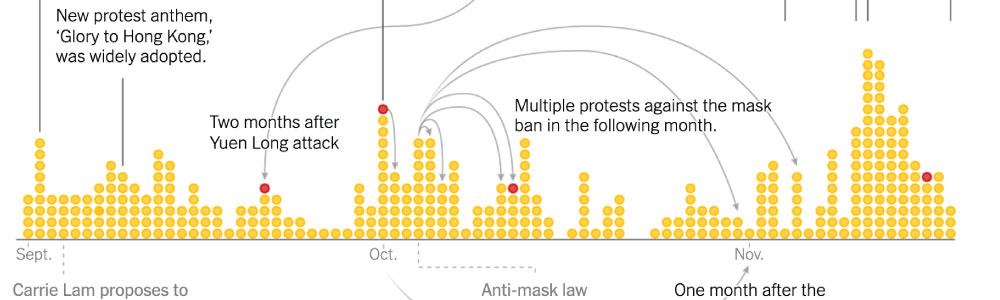 New protest anthem,
‘Glory to Hong Kong,’
was widely adopted.
Two months after
Yuen Long attack
Multiple protests against the mask
ban in the following month.
Sept.
Oct.
Nov.
Carrie Lam proposes to
Anti-mask law
One month after the